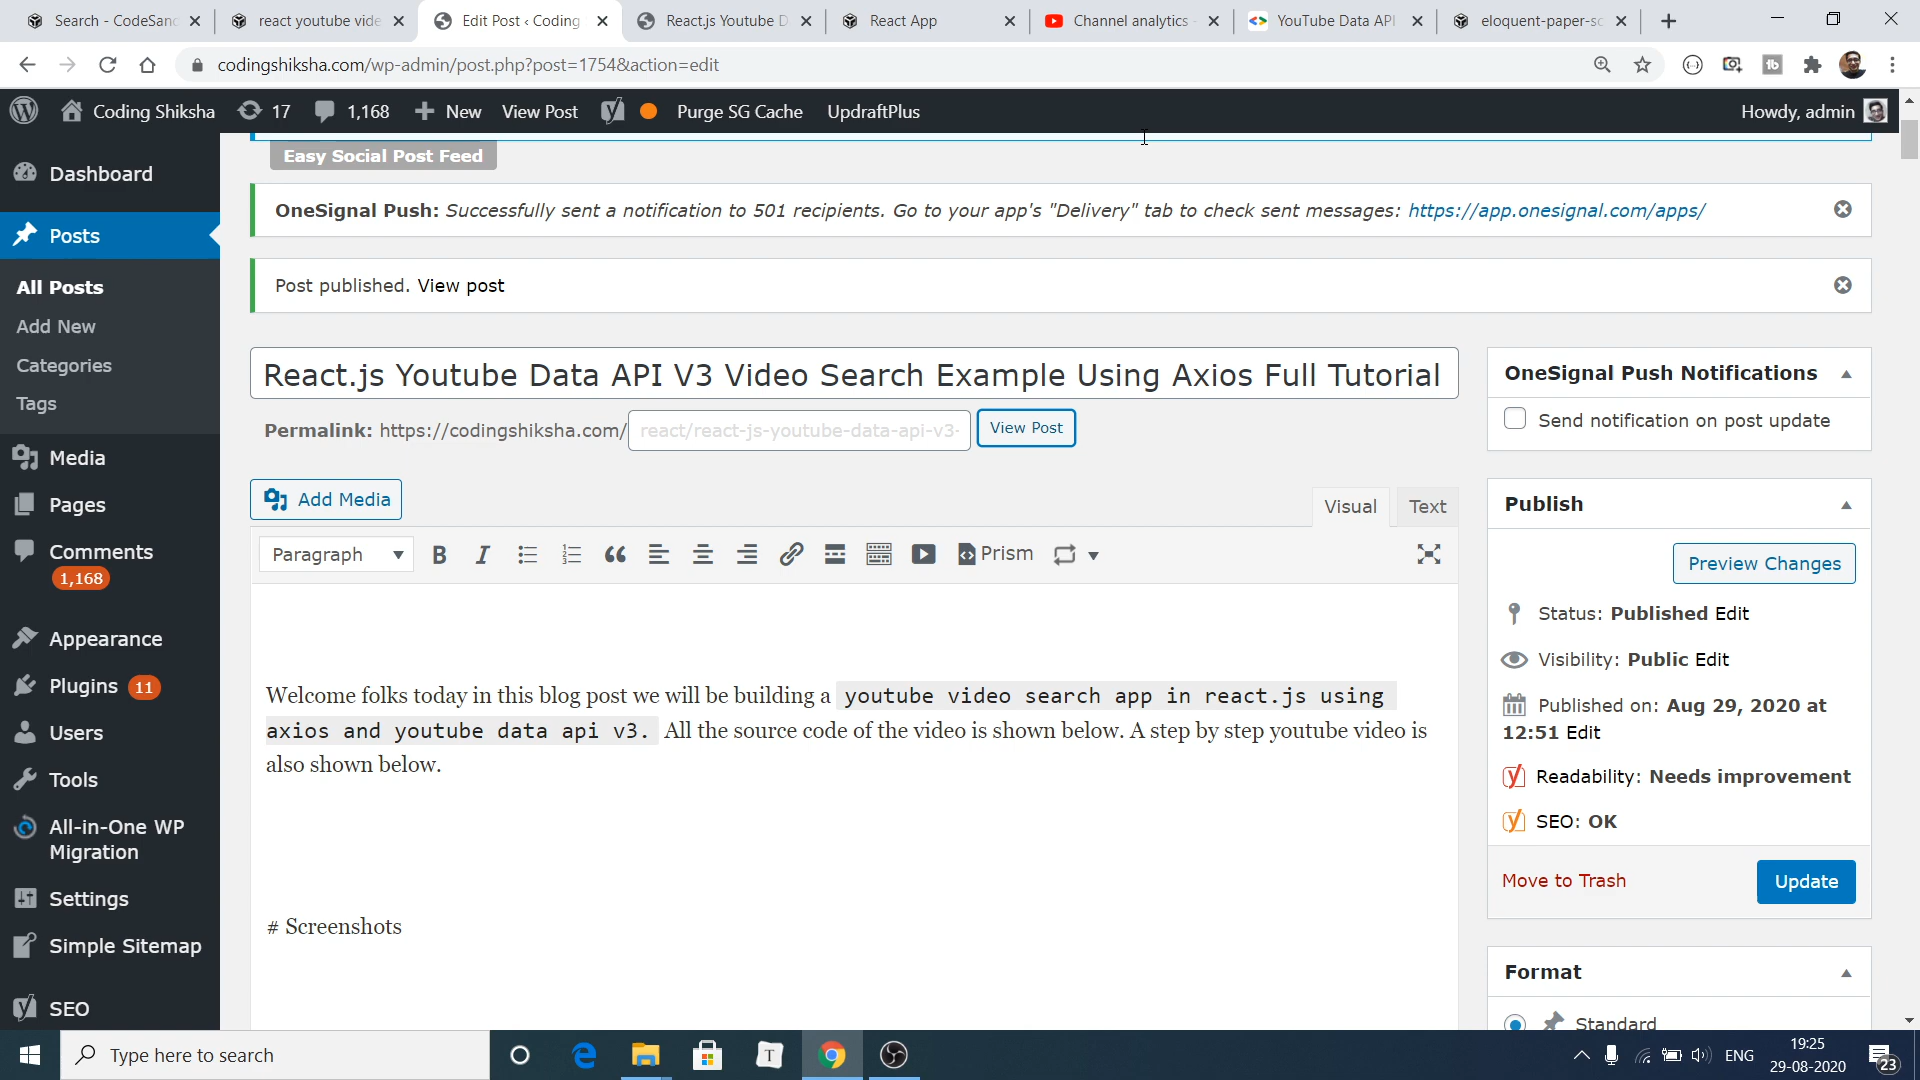 Search - CodeSan
react youtube vide
Edit Post ‹ Coding
React.js Youtube D
React App
Channel analytics -
YouTube Data API
eloquent-paper-sc
codingshiksha.com/wp-admin/post.php?post=1754&action=edit
Coding Shiksha
17
1,168
New
View Post
Purge SG Cache
UpdraftPlus
Howdy, admin
Dashboard
Posts
All Posts
Add New
Categories
Tags
Media
Pages
Comments
1,168
Appearance
Plugins 11
Users
Tools
All-in-One WP
Migration
Settings
Simple Sitemap
SEO
Easy Social Post Feed
OneSignal Push: Successfully sent a notification to 501 recipients. Go to your app's "Delivery" tab to check sent messages: https://app.onesignal.com/apps/
Post published. View post
React.js Youtube Data API V3 Video Search Example Using Axios Full Tutorial
Permalink: https://codingshiksha.com/ react/react-js-youtube-data-api-v3- View Post
Add Media
Visual Text
Paragraph
B I
Prism
Welcome folks today in this blog post we will be building a youtube video search app in react.js using
axios and youtube data api v3. All the source code of the video is shown below. A step by step youtube video is
also shown below.
# Screenshots
OneSignal Push Notifications
Send notification on post update
Publish
Preview Changes
Status: Published Edit
Visibility: Public Edit
Published on: Aug 29, 2020 at
12:51 Edit
Readability: Needs improvement
SEO: OK
Move to Trash
Update
Format
Standard
Type here to search
T
ENG
19:25
29-08-2020
23